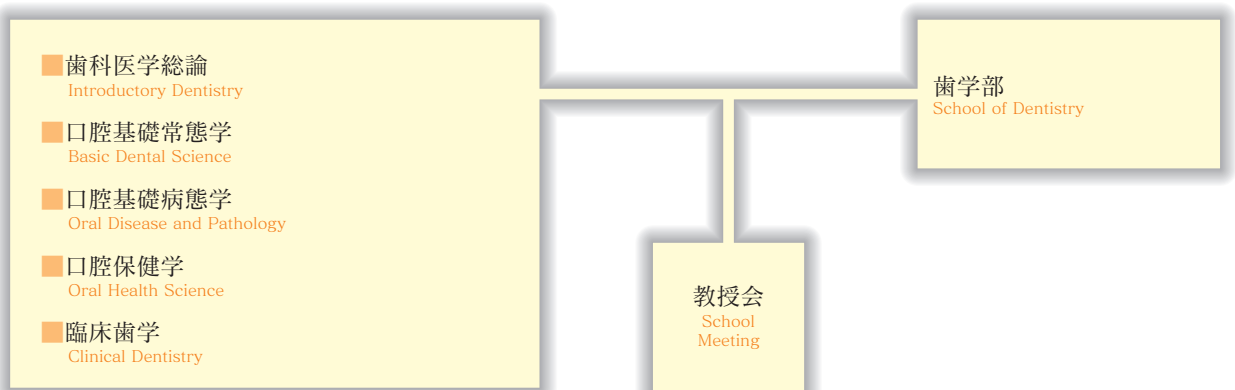 歯科医学総論
Introductory Dentistry
口腔基礎常態学
Basic Dental Science
口腔基礎病態学
Oral Disease and Pathology
口腔保健学
Oral Health Science
臨床歯学
Clinical Dentistry
歯学部
School of Dentistry
教授会
School
Meeting